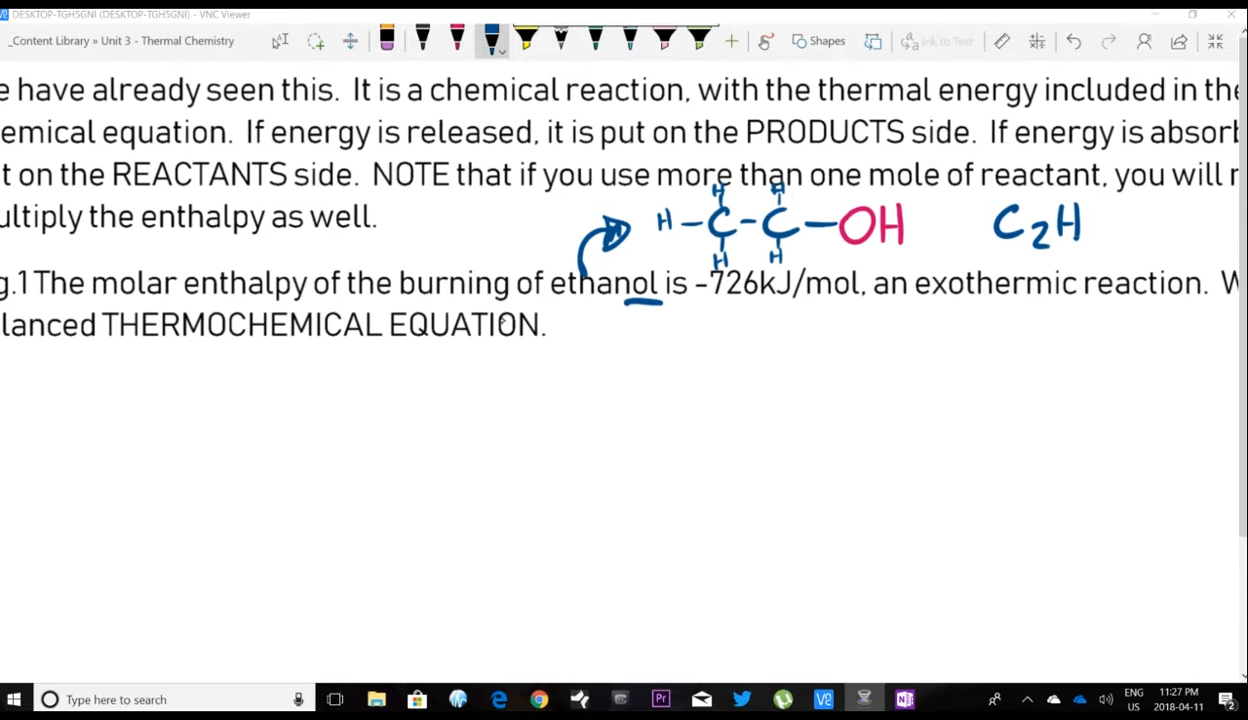 DESKTOP-TGH5GNI (DESKTOP-TGH5GNI) - VNC Viewer
_Content Library » Unit 3 - Thermal Chemistry
Shapes
Link to Text
e have already seen this. It is a chemical reaction, with the thermal energy included in the
emical equation. If energy is released, it is put on the PRODUCTS side. If energy is absorb
t on the REACTANTS side. NOTE that if you use more than one mole of reactant, you will r
ultiply the enthalpy as well.
H H
H - C - C - OH C2H
H H
g.1 The molar enthalpy of the burning of ethanol is -726kJ/mol, an exothermic reaction. W
lanced THERMOCHEMICAL EQUATION.
Type here to search
ENG
US
11:27 PM
2018-04-11
2